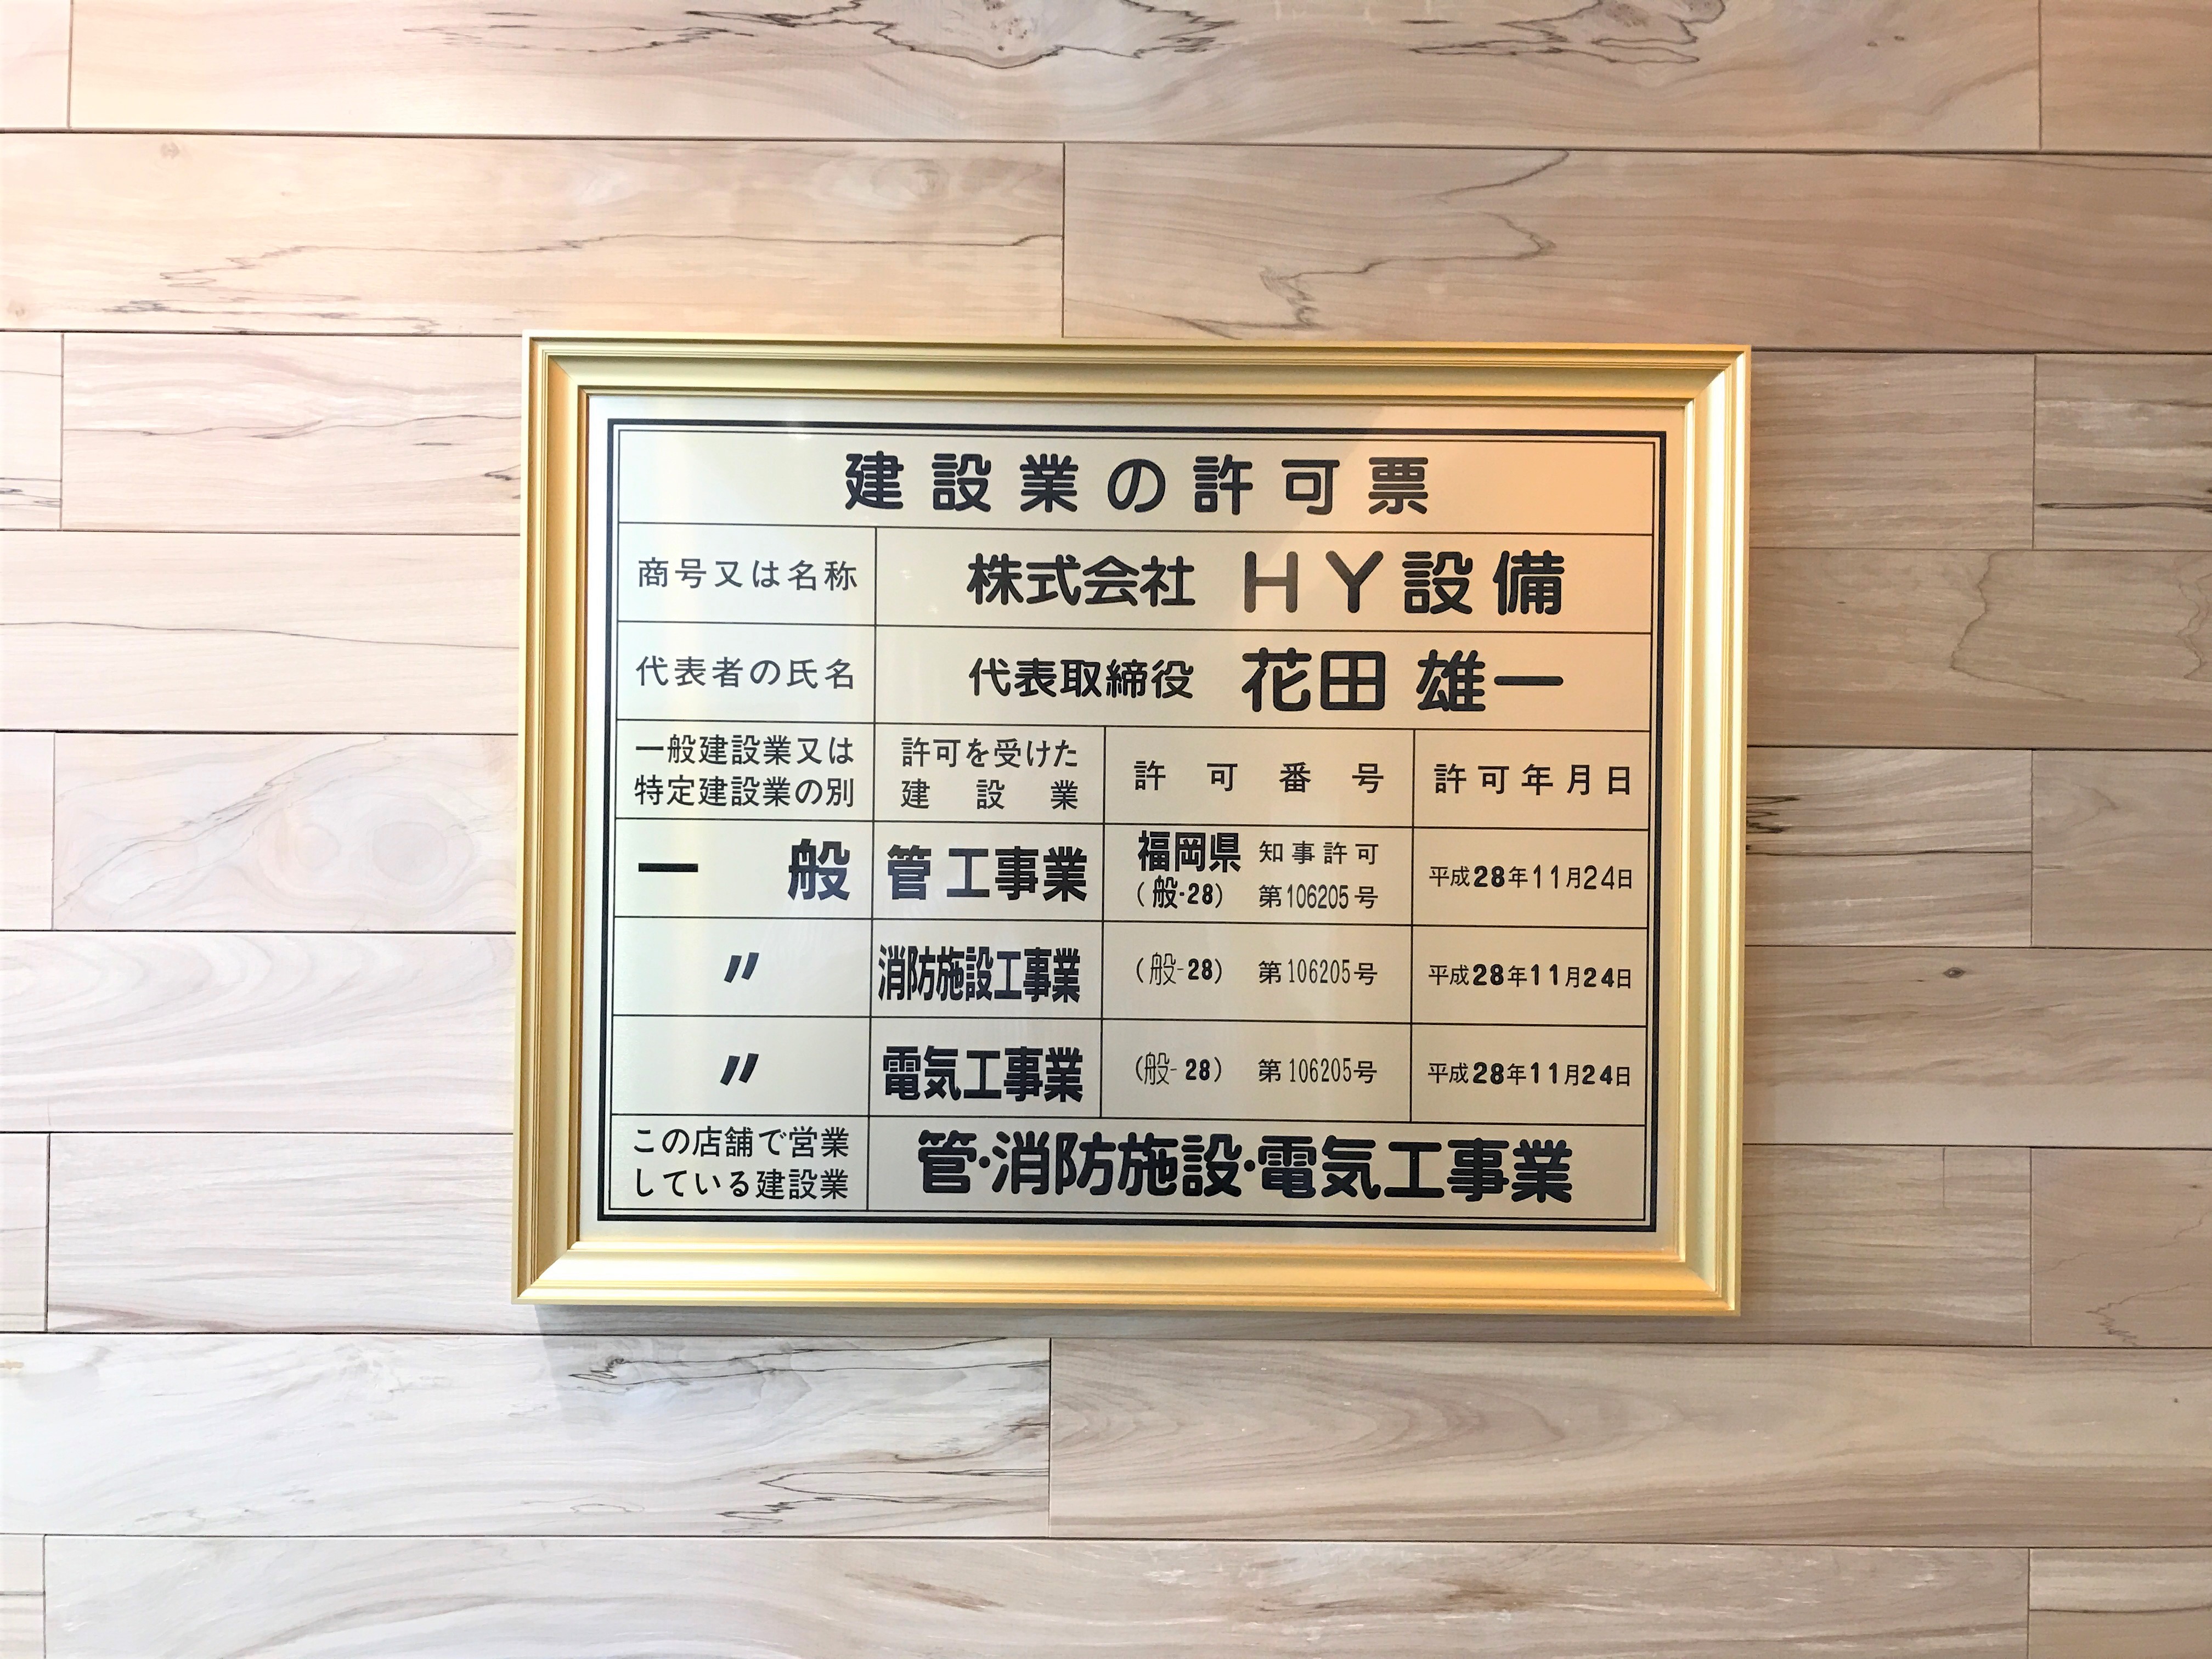 建設業の許可票
商号又は名称 株式会社 HY設備
代表者の氏名 代表取締役 花田 雄一
一般建設業又は
特定建設業の別
許可を受けた
建設業
許可番号
許可年月日
一般 管工事業
福岡県 知事許可
(般-28) 第106205号
平成28年11月24日
〃 消防施設工事業 (般-28) 第106205号 平成28年11月24日
〃 電気工事業 (般-28) 第106205号 平成28年11月24日
この店舗で営業
している建設業
管・消防施設・電気工事業